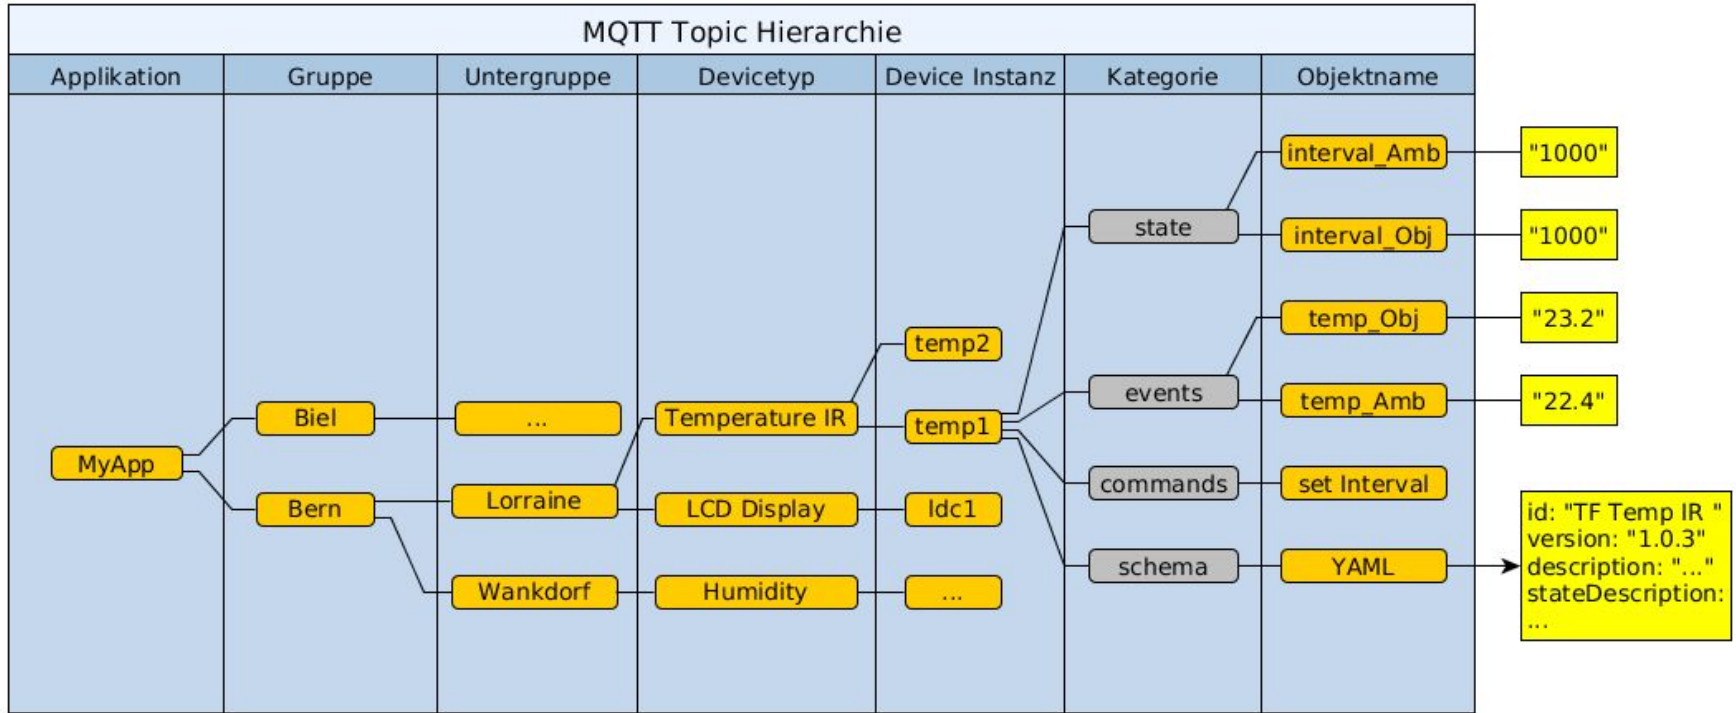 MQTT Topic Hierarchie
Applikation Gruppe Untergruppe Devicetyp Device Instanz Kategorie Objektname
interval_Amb "1000"
state
interval_Obj "1000"
temp_Obj "23.2"
temp2
events
temp_Amb "22.4"
Biel ... Temperature IR temp1
MyApp
commands set Interval
Bern Lorraine LCD Display ldc1
schema YAML
Wankdorf Humidity ...
id: "TF Temp IR "
version: "1.0.3"
description: "..."
stateDescription:
...